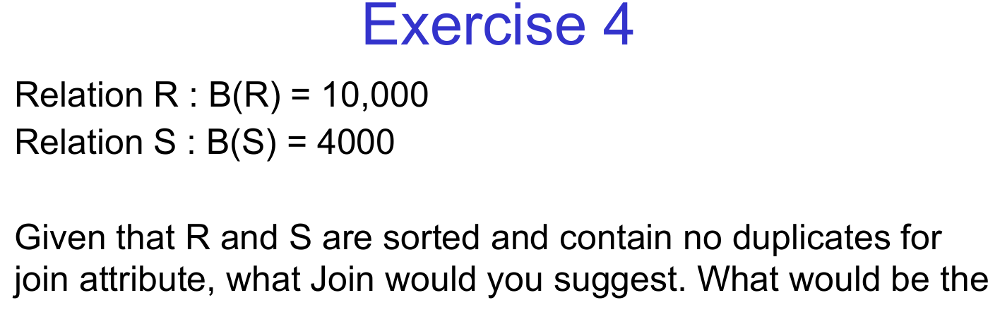 Exercise 4
Relation R : B(R) = 10,000
Relation S : B(S) = 4000
Given that R and S are sorted and contain no duplicates for
join attribute, what Join would you suggest. What would be the